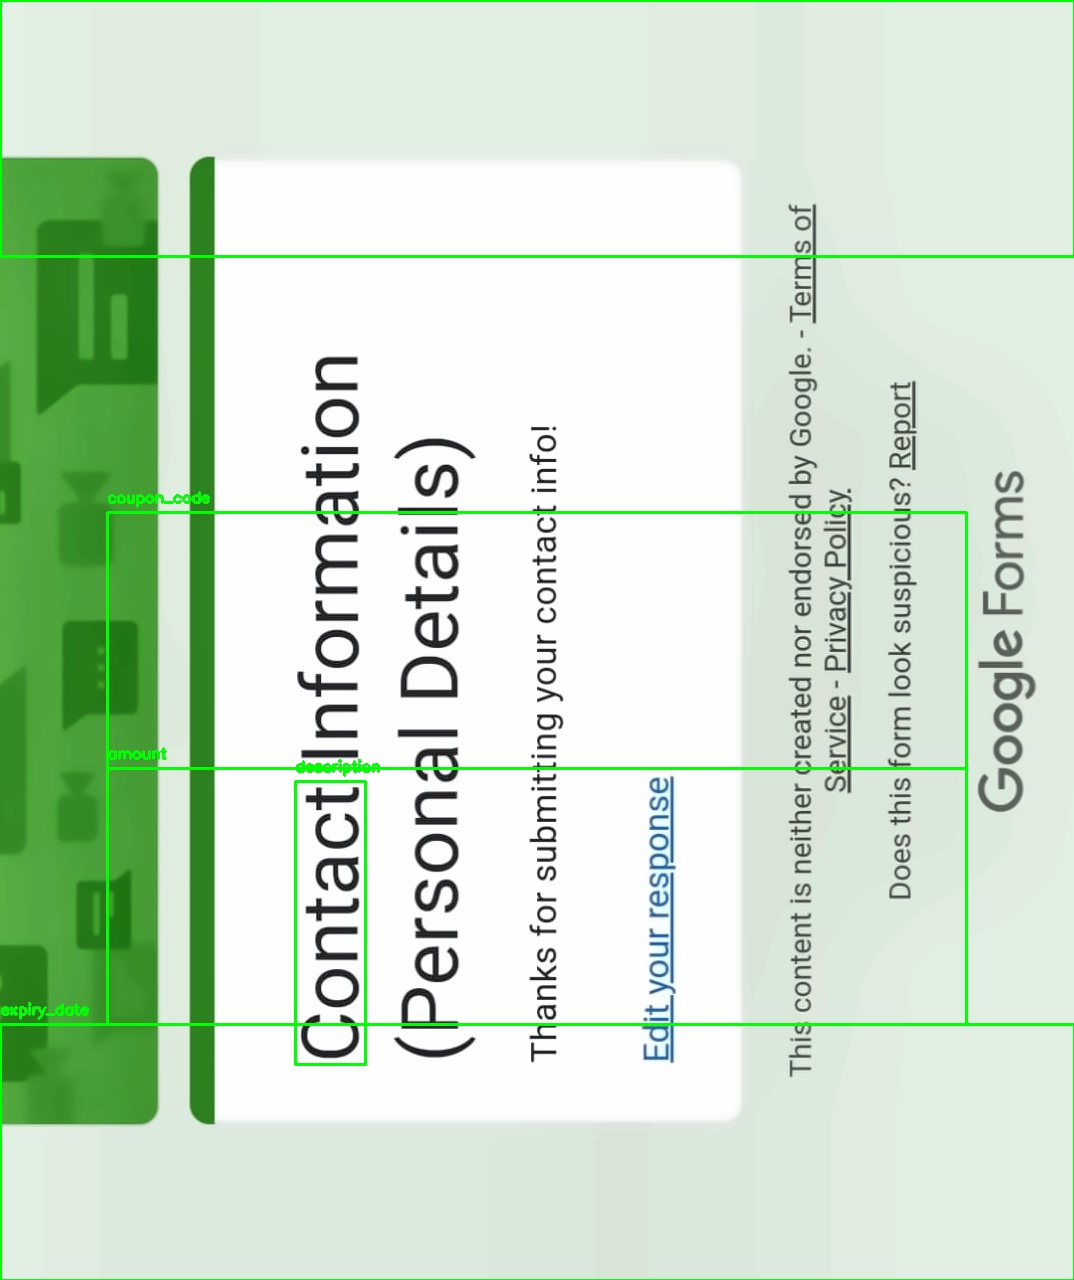 Contact Information
(Personal Details)
Thanks for submitting your contact info!
Edit your response
This content is neither created nor endorsed by Google. - Terms of
Service - Privacy Policy.
Does this form look suspicious? Report
Google Forms
coupon_code
amount
description
expiry_date